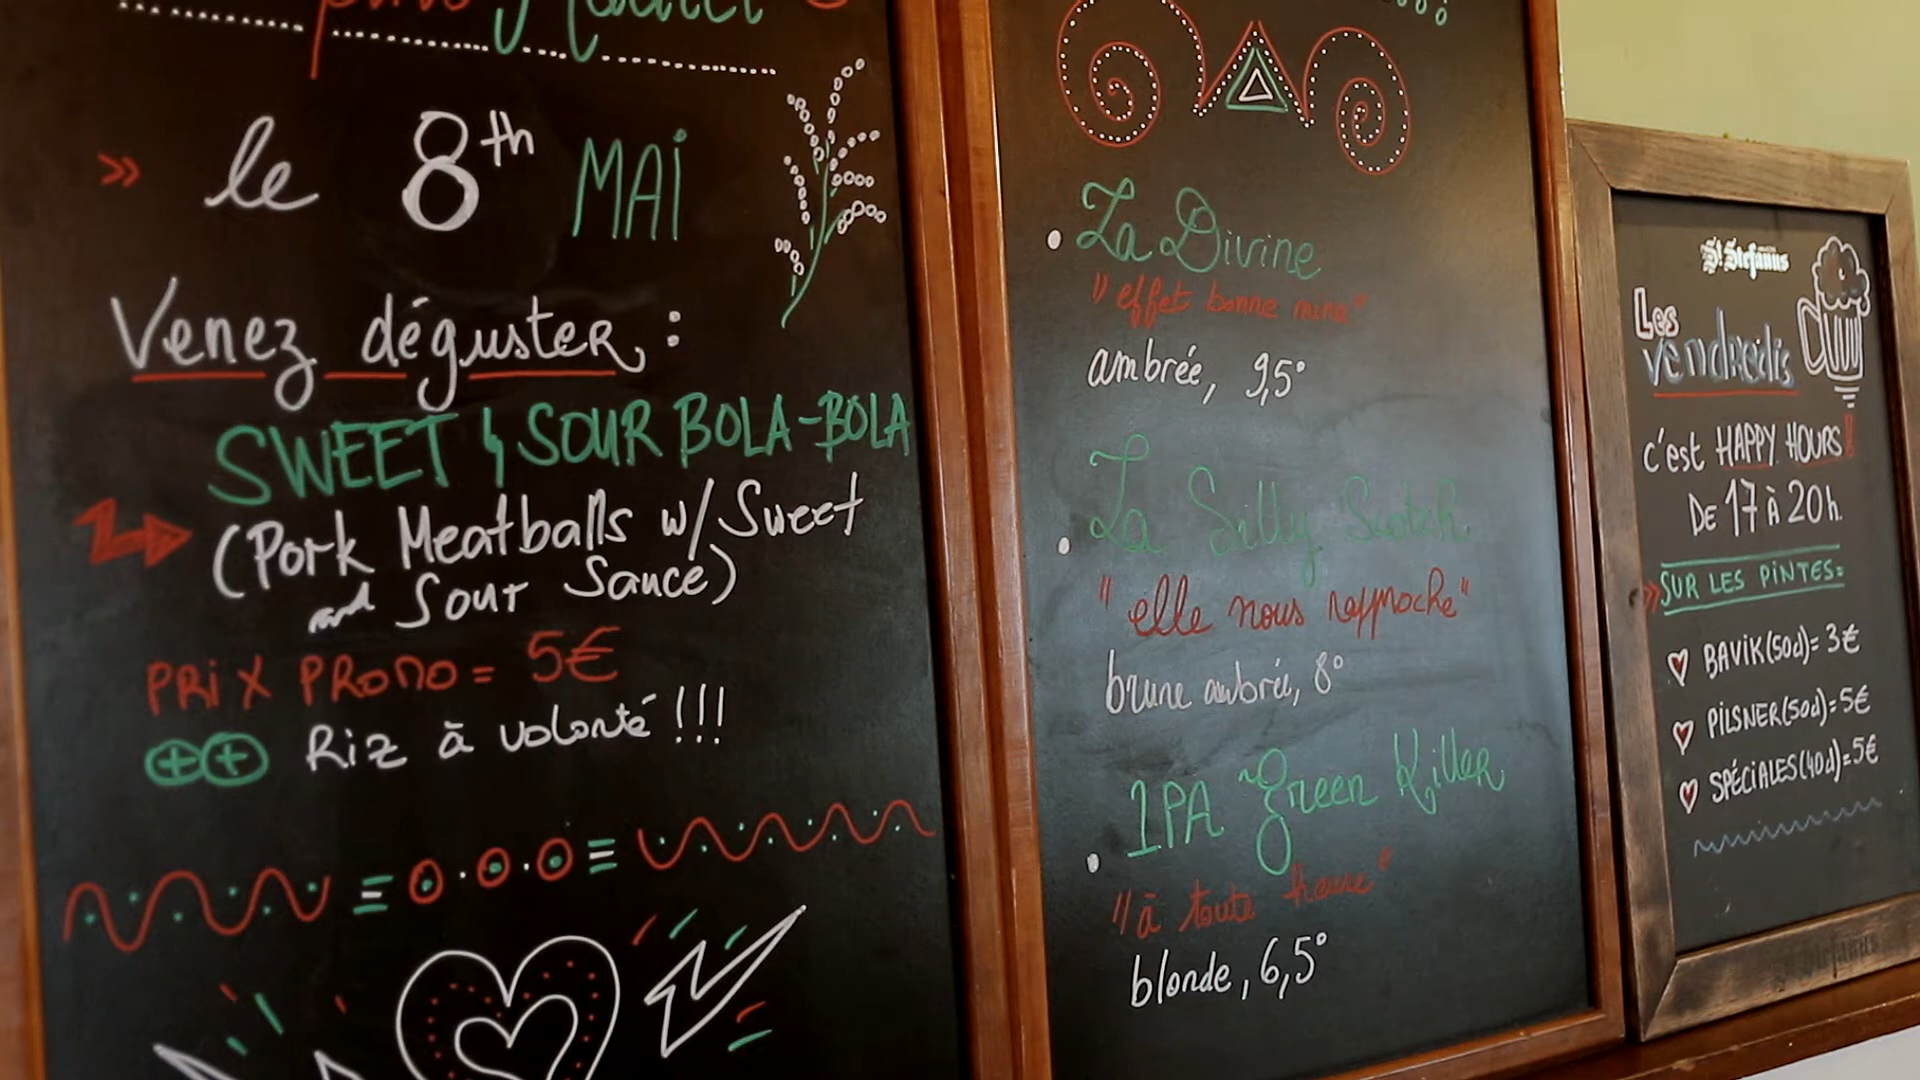 le 8th MAi
Venez déguster :
SWEET & SOUR BOLA-BOLA
(Pork Meatballs w/ Sweet
and Sour Sauce)
PRiX PROMO = 5€
Riz à volonté !!!
La Divine
"effet bonne mine"
ambrée, 9,5°
La Silly Scotch
"elle nous rapproche"
brune ambrée, 8°
IPA Green Killer
"à toute heure"
blonde, 6,5°
St Stefanus
Les
vendredis
c'est HAPPY HOURS!
DE 17 À 20h.
SUR LES PiNTES:
BAViK(50cl)= 3€
PiLSNER(50cl)=5€
SPÉCiALES(40cl)=5€
St Stefanus